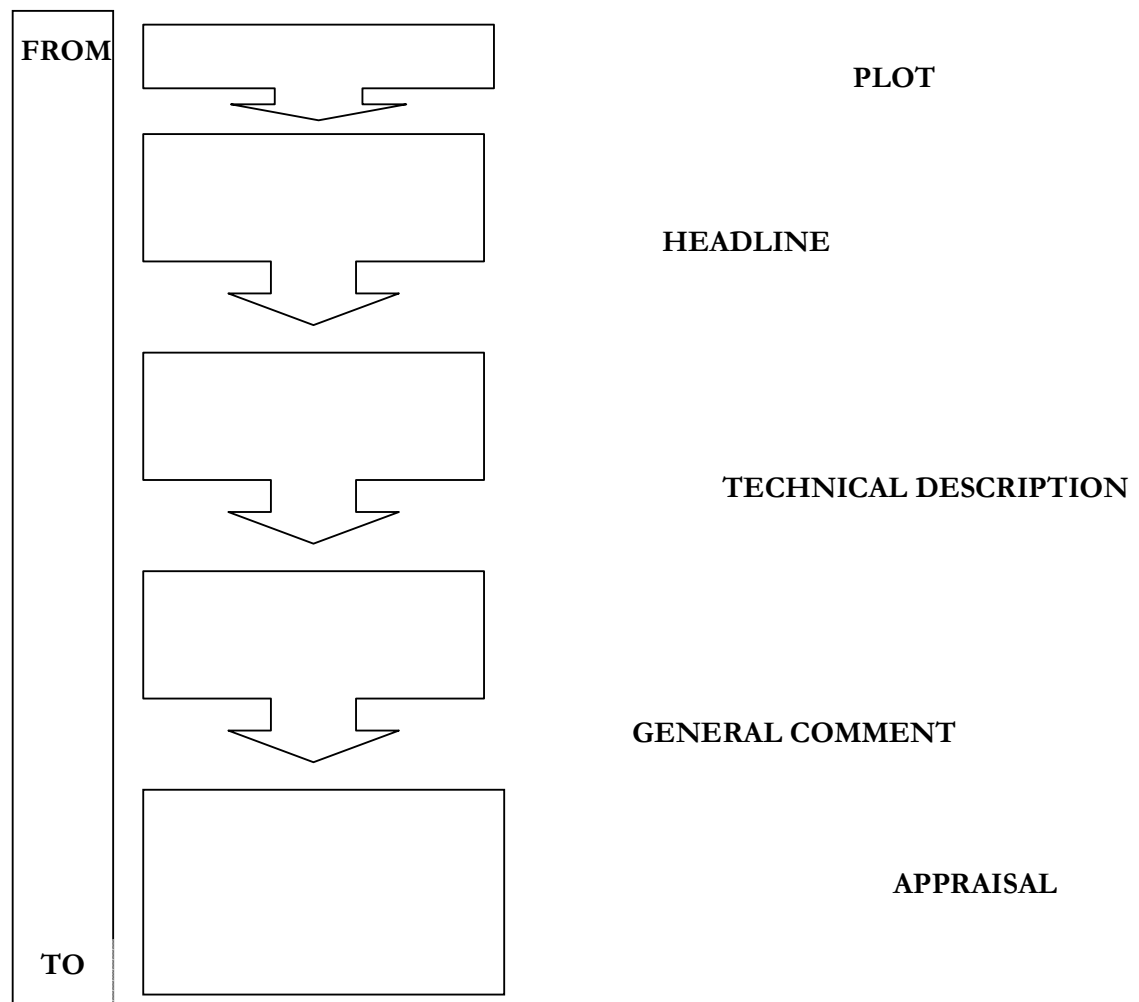 FROM
PLOT
HEADLINE
TECHNICAL DESCRIPTION
GENERAL COMMENT
APPRAISAL
TO